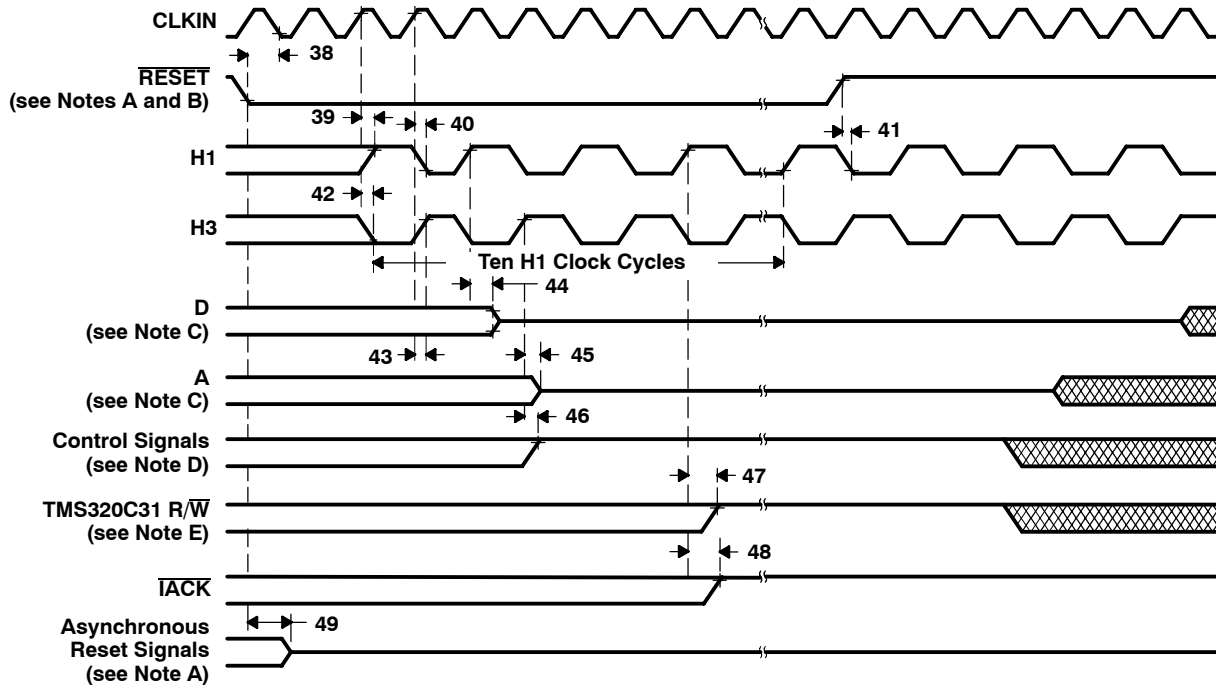 CLKIN
38
RESET
(see Notes A and B)
39
40
41
H1
42
H3
Ten H1 Clock Cycles
44
D
(see Note C)
43
45
A
(see Note C)
46
Control Signals
(see Note D)
47
TMS320C31 R/W
(see Note E)
48
IACK
49
Asynchronous
Reset Signals
(see Note A)